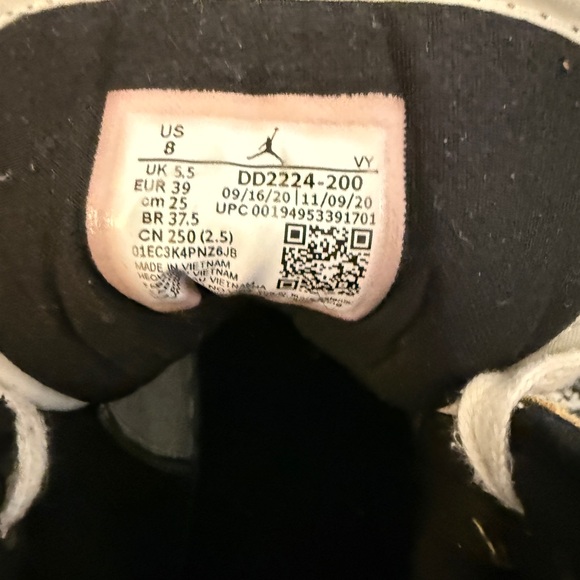 US
8
VY
UK 5.5
EUR 39
cm 25
BR 37.5
CN 250 (2.5)
DD2224-200
09/16/20 | 11/09/20
UPC 00194953391701
01EC3K4PNZ6JB
MADE IN VIETNAM
VIETNAM